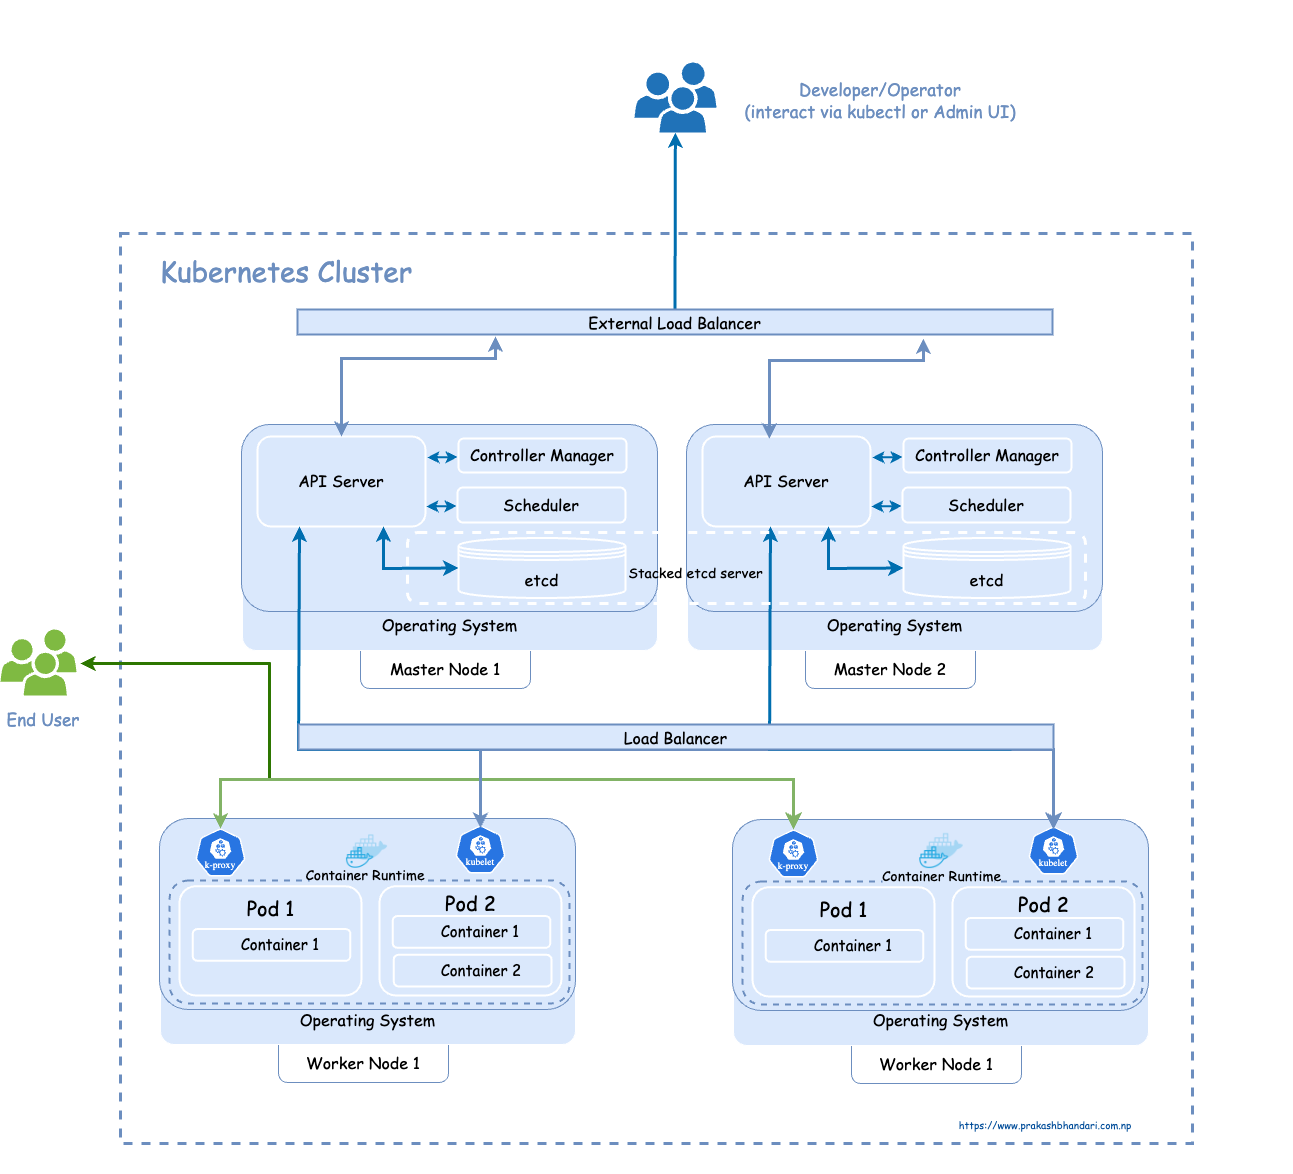 Developer/Operator
(interact via kubectl or Admin UI)
Kubernetes Cluster
External Load Balancer
API Server
Controller Manager
Scheduler
etcd
Operating System
Master Node 1
Stacked etcd server
API Server
Controller Manager
Scheduler
etcd
Operating System
Master Node 2
End User
Load Balancer
k-proxy
kubelet
Container Runtime
Pod 1
Container 1
Pod 2
Container 1
Container 2
Operating System
Worker Node 1
k-proxy
kubelet
Container Runtime
Pod 1
Container 1
Pod 2
Container 1
Container 2
Operating System
Worker Node 1
https://www.prakashbhandari.com.np